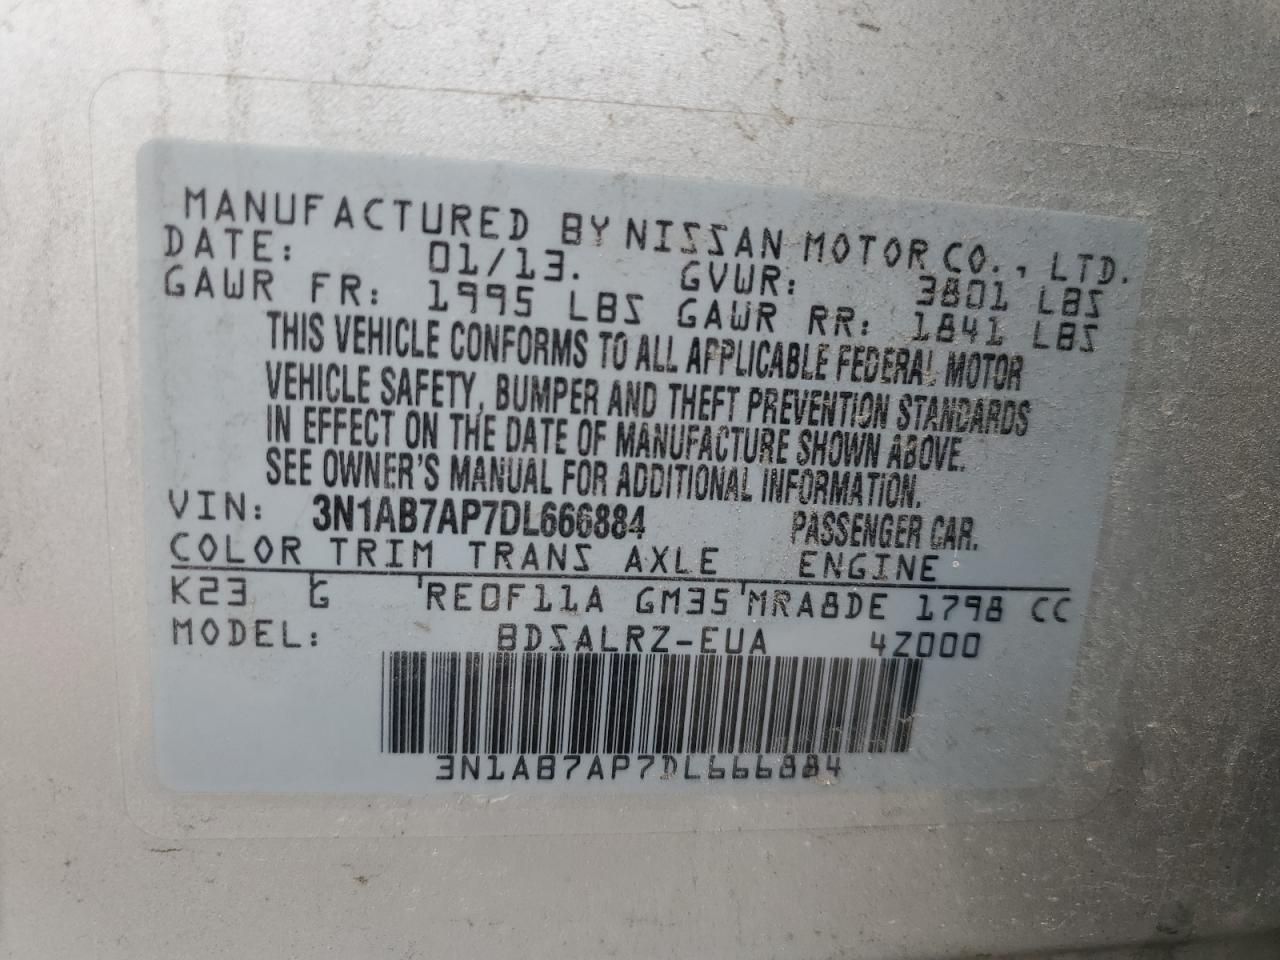 MANUFACTURED BY NISSAN MOTOR CO., LTD.
DATE: 01/13. GVWR: 3801 LBS
GAWR FR: 1995 LBS GAWR RR: 1841 LBS
THIS VEHICLE CONFORMS TO ALL APPLICABLE FEDERAL MOTOR
VEHICLE SAFETY, BUMPER AND THEFT PREVENTION STANDARDS
IN EFFECT ON THE DATE OF MANUFACTURE SHOWN ABOVE.
SEE OWNER'S MANUAL FOR ADDITIONAL INFORMATION.
VIN: 3N1AB7AP7DL666884 PASSENGER CAR.
COLOR TRIM TRANS AXLE ENGINE
K23 G 'RE0F11A GM35'MRA8DE 1798 CC
MODEL: BDSALRZ-EUA 4Z000
3N1AB7AP7DL666884